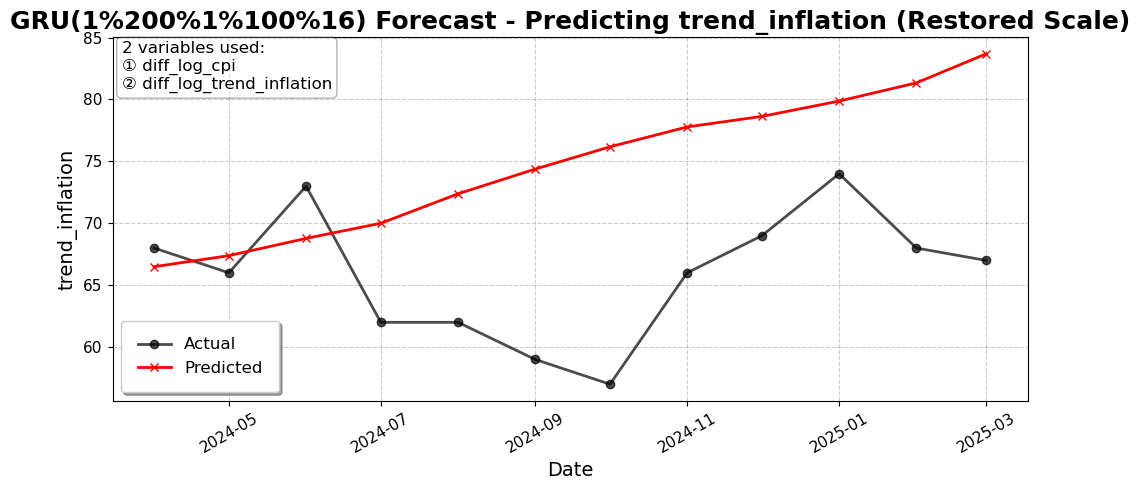 GRU(1%200%1%100%16) Forecast - Predicting trend_inflation (Restored Scale)
2 variables used:
① diff_log_cpi
② diff_log_trend_inflation
85
80
75
70
65
60
trend_inflation
Actual
Predicted
2024-05
2024-07
2024-09
2024-11
2025-01
2025-03
Date